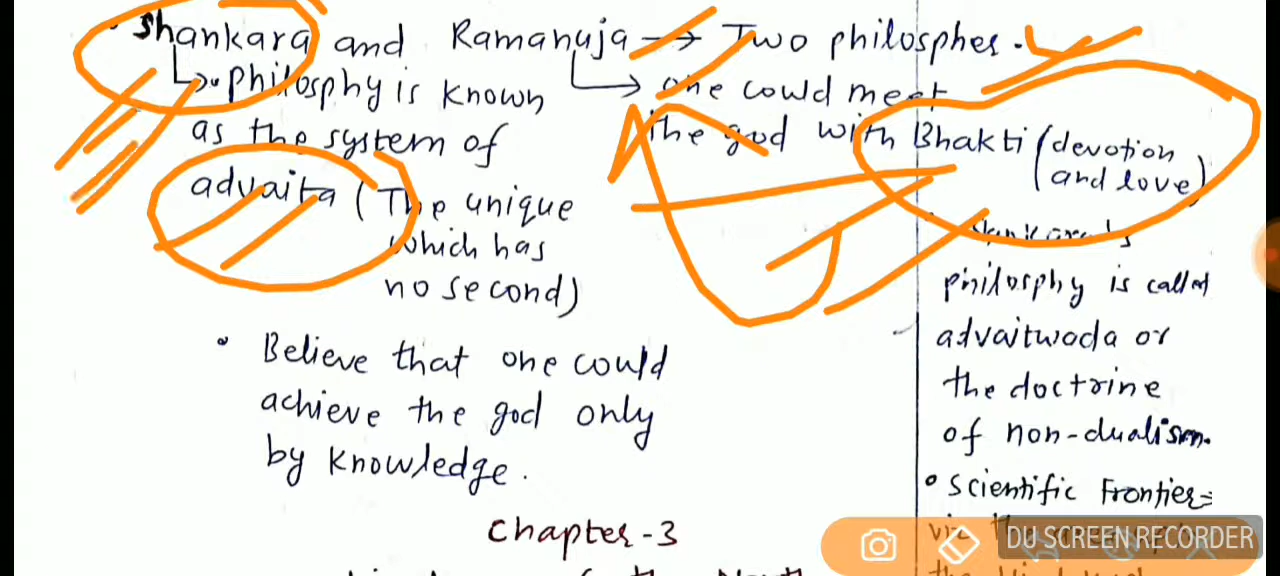 • Shankara and Ramanuja → Two philosphes.
↳• philosphy is known
as the system of
advaita (The unique
which has
no second)
• Believe that one could
achieve the god only
by knowledge.
→ one could meet
the god with Bhakti (devotion
and love)
philosphy is called
advaitwada or
the doctrine
of non-dualism.
• Scientific Frontier=
Chapter-3
DU SCREEN RECORDER